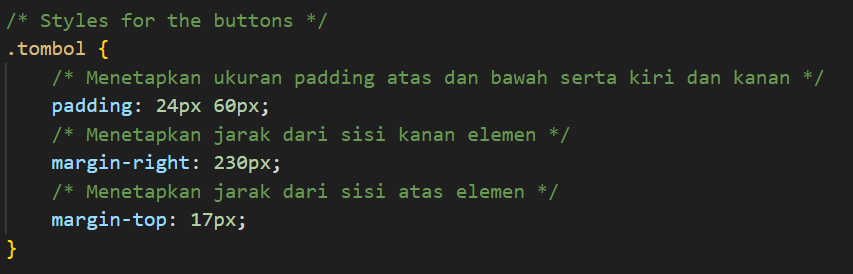 /* Styles for the buttons */
.tombol {
/* Menetapkan ukuran padding atas dan bawah serta kiri dan kanan */
padding: 24px 60px;
/* Menetapkan jarak dari sisi kanan elemen */
margin-right: 230px;
/* Menetapkan jarak dari sisi atas elemen */
margin-top: 17px;
}